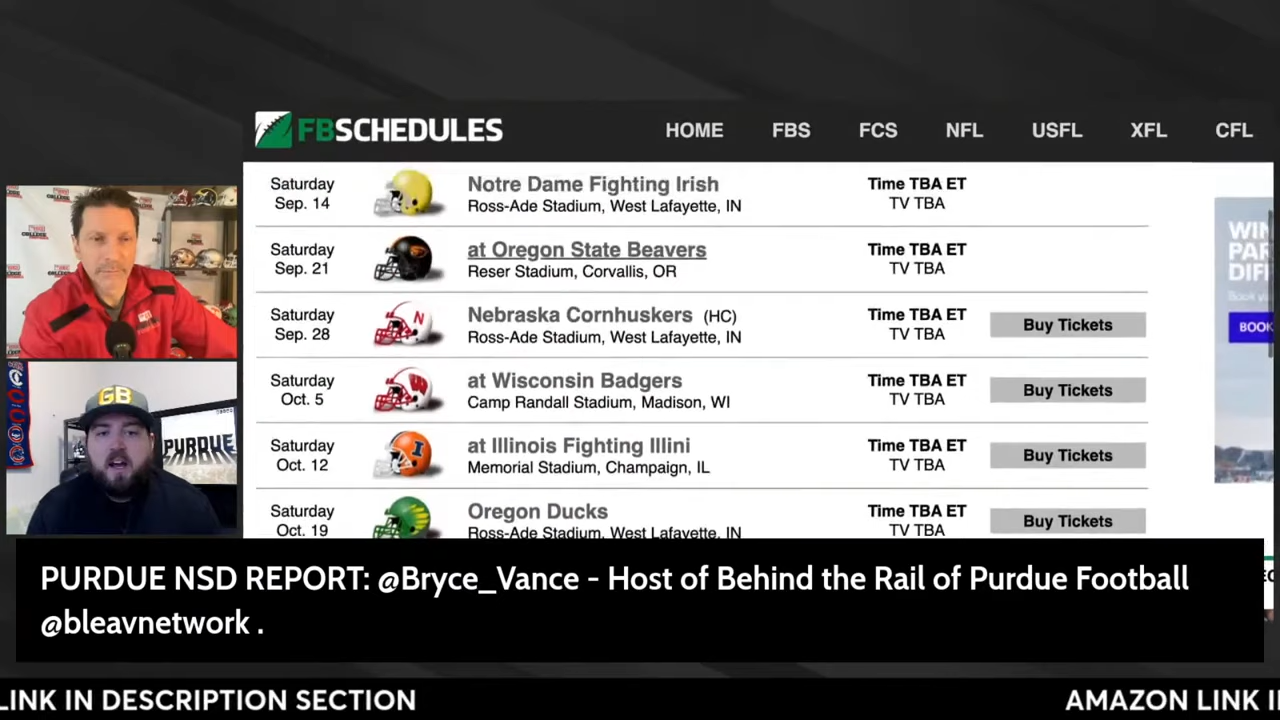 FBSCHEDULES
HOME FBS FCS NFL USFL XFL CFL
Saturday Sep. 14
Notre Dame Fighting Irish
Ross-Ade Stadium, West Lafayette, IN
Time TBA ET
TV TBA
Saturday Sep. 21
at Oregon State Beavers
Reser Stadium, Corvallis, OR
Time TBA ET
TV TBA
Saturday Sep. 28
Nebraska Cornhuskers (HC)
Ross-Ade Stadium, West Lafayette, IN
Time TBA ET
TV TBA
Buy Tickets
Saturday Oct. 5
at Wisconsin Badgers
Camp Randall Stadium, Madison, WI
Time TBA ET
TV TBA
Buy Tickets
Saturday Oct. 12
at Illinois Fighting Illini
Memorial Stadium, Champaign, IL
Time TBA ET
TV TBA
Buy Tickets
Saturday Oct. 19
Oregon Ducks
Ross-Ade Stadium, West Lafayette, IN
Time TBA ET
TV TBA
Buy Tickets
GB
PURDUE
PURDUE NSD REPORT: @Bryce_Vance - Host of Behind the Rail of Purdue Football
@bleavnetwork .
LINK IN DESCRIPTION SECTION
AMAZON LINK I